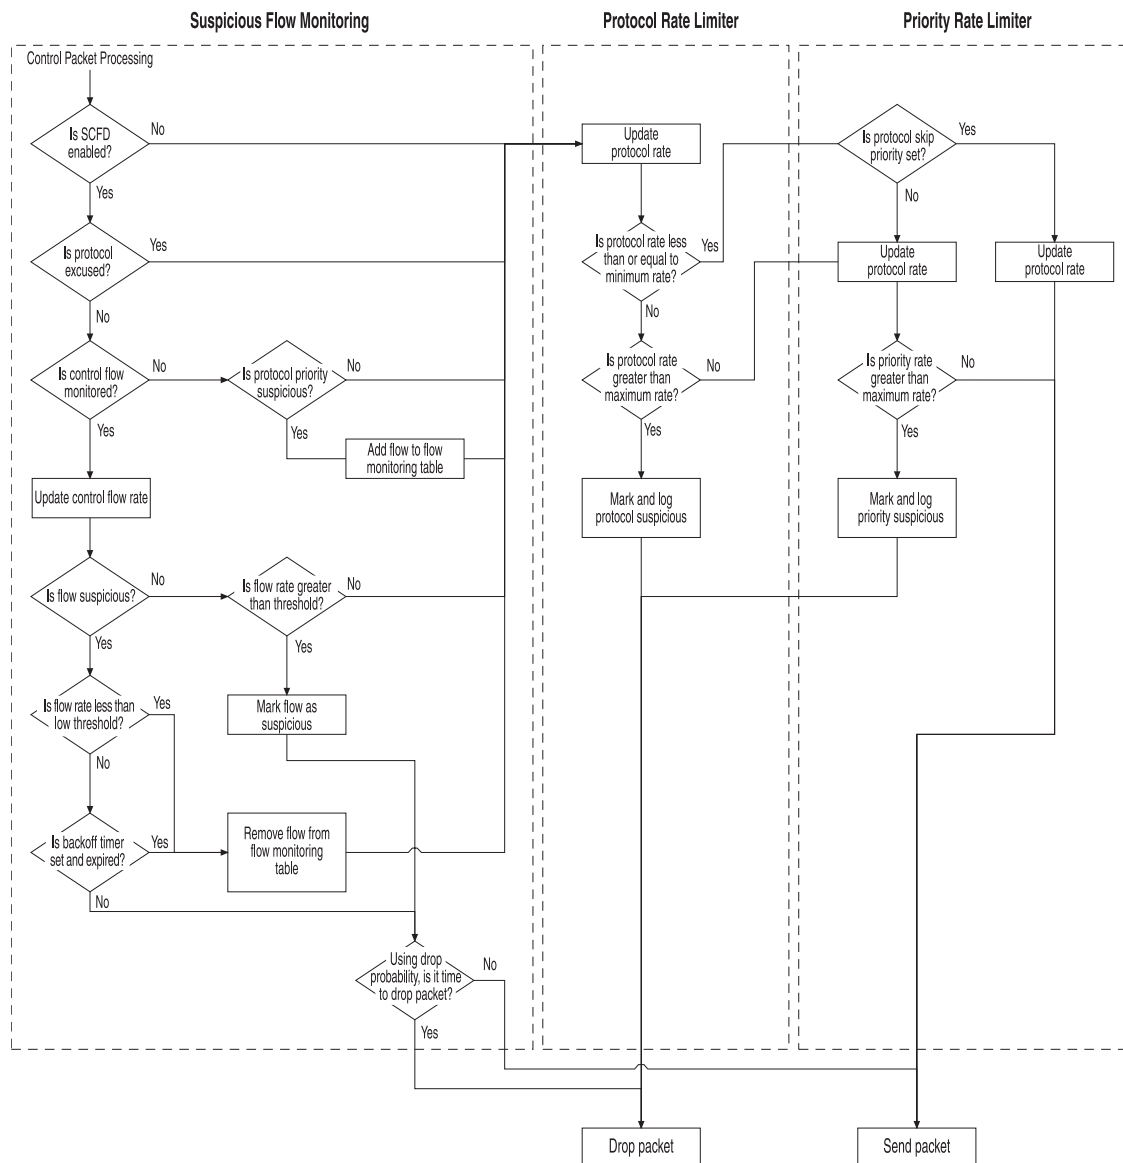 Suspicious Flow Monitoring
Protocol Rate Limiter
Priority Rate Limiter
Control Packet Processing
Is SCFD
enabled?
No
Yes
Update
protocol rate
Is protocol skip
priority set?
Yes
No
Is protocol
excused?
Yes
No
Is protocol rate less
than or equal to
minimum rate?
Yes
No
Update
protocol rate
Update
protocol rate
Is control flow
monitored?
No
Yes
Is protocol priority
suspicious?
No
Yes
Add flow to flow
monitoring table
Is protocol rate
greater than
maximum rate?
No
Yes
Is priority rate
greater than
maximum rate?
No
Yes
Update control flow rate
Mark and log
protocol suspicious
Mark and log
priority suspicious
Is flow suspicious?
No
Yes
Is flow rate greater
than threshold?
No
Yes
Is flow rate less than
low threshold?
Yes
No
Mark flow as
suspicious
Is backoff timer
set and expired?
Yes
No
Remove flow from
flow monitoring
table
Using drop
probability, is it time
to drop packet?
No
Yes
Drop packet
Send packet